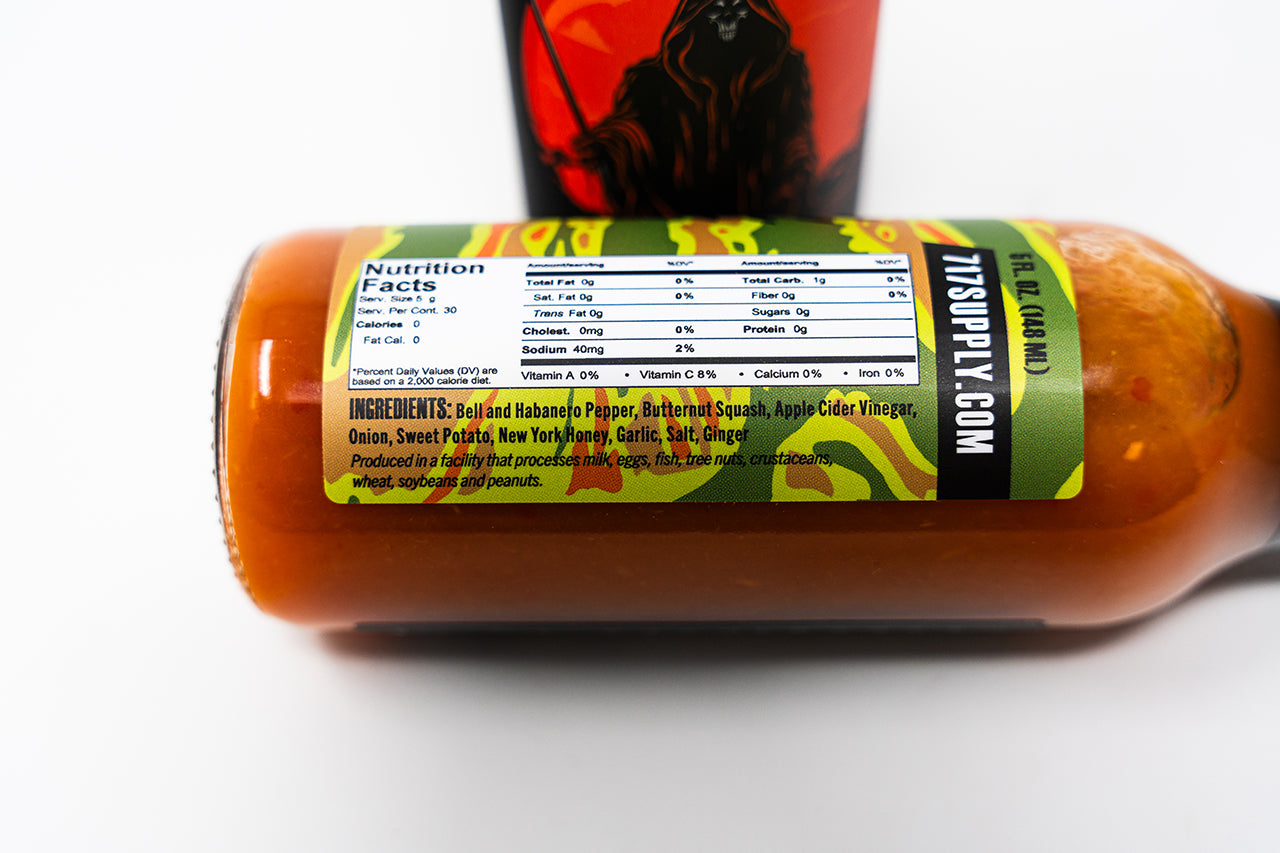 Nutrition
Facts
Serv. Size 5 g
Serv. Per Cont. 30
Calories 0
Fat Cal. 0
*Percent Daily Values (DV) are
based on a 2,000 calorie diet.
Amount/serving %DV* Amount/serving %DV*
Total Fat 0g 0% Total Carb. 1g 0%
Sat. Fat 0g 0% Fiber 0g 0%
Trans Fat 0g Sugars 0g
Cholest. 0mg 0% Protein 0g
Sodium 40mg 2%
Vitamin A 0% • Vitamin C 8% • Calcium 0% • Iron 0%
INGREDIENTS: Bell and Habanero Pepper, Butternut Squash, Apple Cider Vinegar,
Onion, Sweet Potato, New York Honey, Garlic, Salt, Ginger
Produced in a facility that processes milk, eggs, fish, tree nuts, crustaceans,
wheat, soybeans and peanuts.
717SUPPLY.COM
5 FL. OZ. (148 ML)